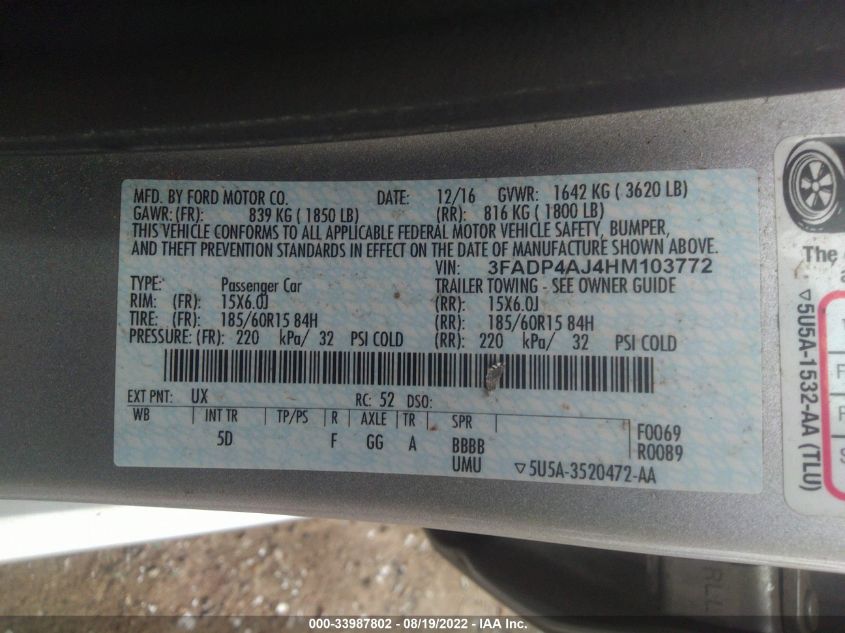 MFD. BY FORD MOTOR CO. DATE: 12/16 GVWR: 1642 KG ( 3620 LB)
GAWR: (FR): 839 KG ( 1850 LB) (RR): 816 KG ( 1800 LB)
THIS VEHICLE CONFORMS TO ALL APPLICABLE FEDERAL MOTOR VEHICLE SAFETY, BUMPER,
AND THEFT PREVENTION STANDARDS IN EFFECT ON THE DATE OF MANUFACTURE SHOWN ABOVE.
VIN: 3FADP4AJ4HM103772
TYPE: Passenger Car TRAILER TOWING - SEE OWNER GUIDE
RIM: (FR): 15X6.0J (RR): 15X6.0J
TIRE: (FR): 185/60R15 84H (RR): 185/60R15 84H
PRESSURE: (FR): 220 kPa/ 32 PSI COLD (RR): 220 kPa/ 32 PSI COLD
EXT PNT: UX RC: 52 DSO:
WB INT TR TP/PS R AXLE TR SPR
5D F GG A BBBB F0069
UMU R0089
▽5U5A-3520472-AA
The
▽5U5A-1532-AA (TLU)
000-33987802 - 08/19/2022 - IAA Inc.